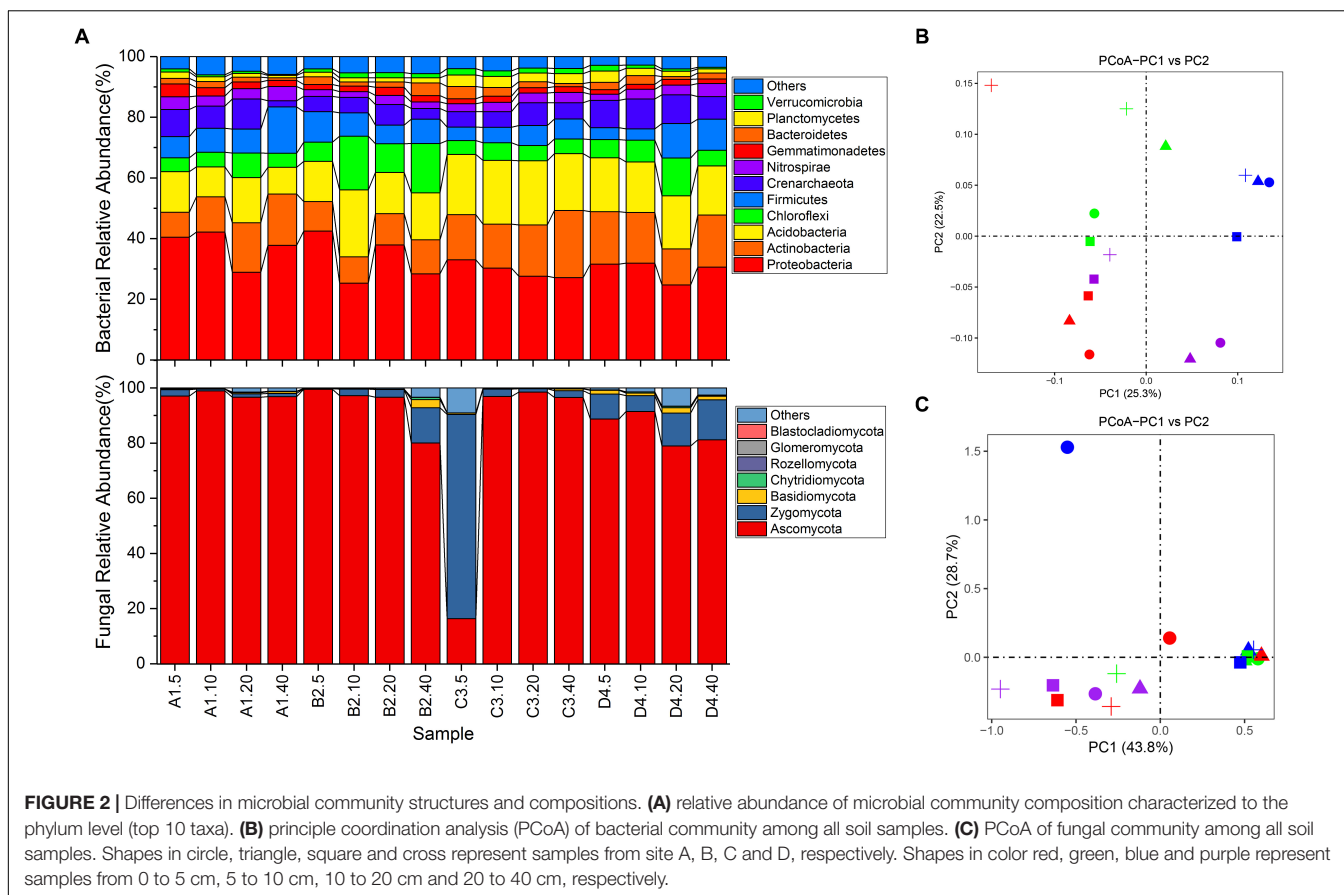 A
Bacterial Relative Abundance(%)
100
80
60
40
20
0
Others
Verrucomicrobia
Planctomycetes
Bacteroidetes
Gemmatimonadetes
Nitrospirae
Crenarchaeota
Firmicutes
Chloroflexi
Acidobacteria
Actinobacteria
Proteobacteria
Fungal Relative Abundance(%)
100
80
60
40
20
0
Others
Blastocladiomycota
Glomeromycota
Rozellomycota
Chytridiomycota
Basidiomycota
Zygomycota
Ascomycota
A1.5
A1.10
A1.20
A1.40
B2.5
B2.10
B2.20
B2.40
C3.5
C3.10
C3.20
C3.40
D4.5
D4.10
D4.20
D4.40
Sample
B
PCoA−PC1 vs PC2
PC2 (22.5%)
0.15
0.10
0.05
0.00
−0.05
−0.10
−0.1
0.0
0.1
PC1 (25.3%)
C
PCoA−PC1 vs PC2
PC2 (28.7%)
1.5
1.0
0.5
0.0
−1.0
−0.5
0.0
0.5
PC1 (43.8%)
FIGURE 2 | Differences in microbial community structures and compositions. (A) relative abundance of microbial community composition characterized to the
phylum level (top 10 taxa). (B) principle coordination analysis (PCoA) of bacterial community among all soil samples. (C) PCoA of fungal community among all soil
samples. Shapes in circle, triangle, square and cross represent samples from site A, B, C and D, respectively. Shapes in color red, green, blue and purple represent
samples from 0 to 5 cm, 5 to 10 cm, 10 to 20 cm and 20 to 40 cm, respectively.